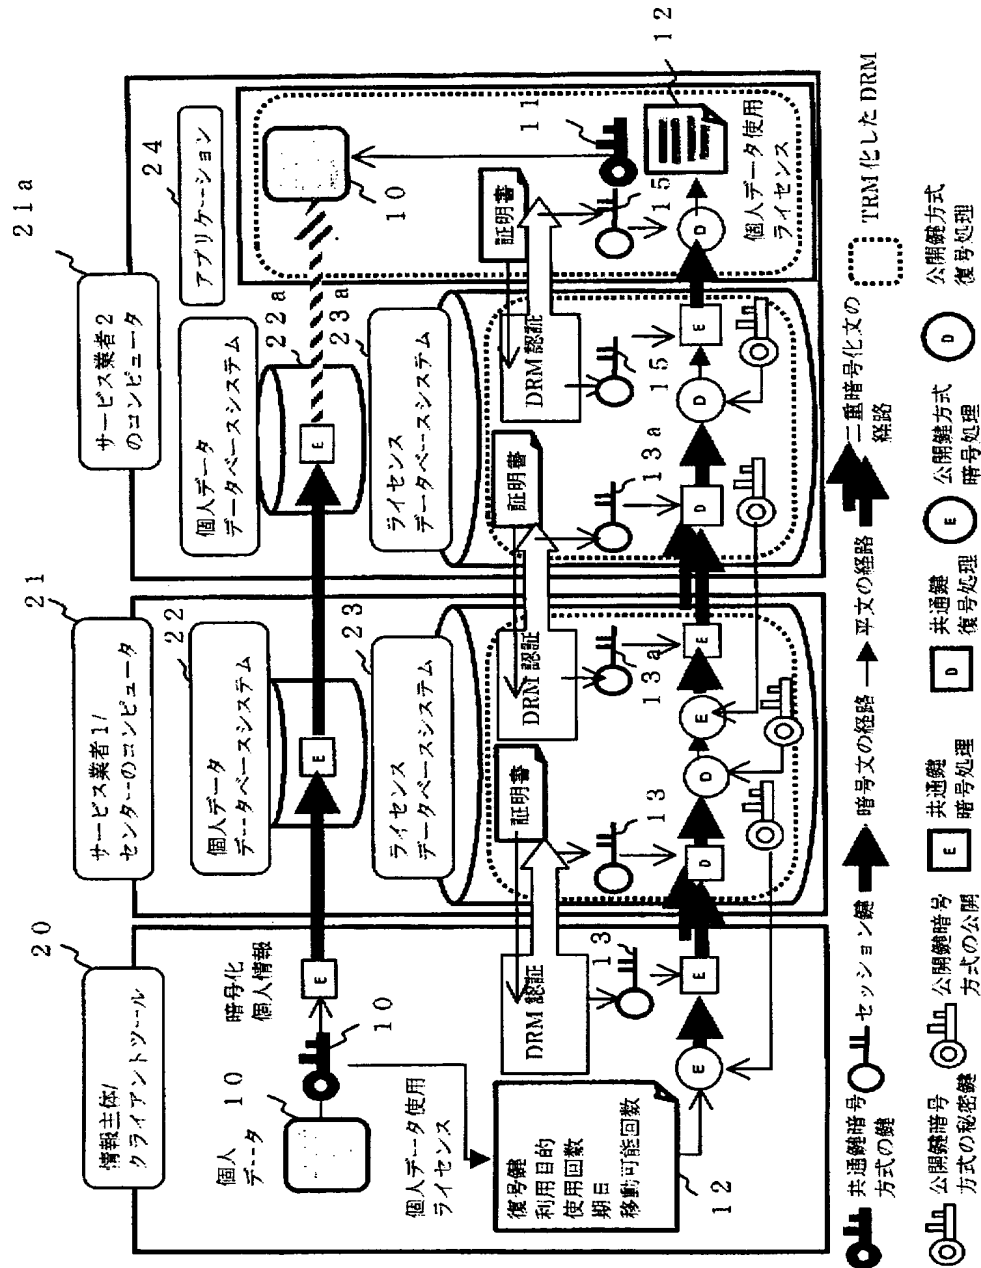 20
情報主体/
クライアントツール
個人
データ
10
10
暗号化
個人情報
個人データ使用
ライセンス
復号鍵
利用目的
使用回数
期日
移動可能回数
12
証明書
DRM認証
13
E
E
E
21
サービス業者1/
センターのコンピュータ
22
個人データ
データベースシステム
E
23
ライセンス
データベースシステム
証明書
DRM認証
13
13a
D
D
E
E
21a
サービス業者2
のコンピュータ
個人データ
データベースシステム
22a
23a
E
ライセンス
データベースシステム
証明書
DRM認証
13a
15
D
D
E
24
アプリケーション
10
11
12
15
D
個人データ使用
ライセンス
共通鍵暗号
方式の鍵
セッション鍵
暗号文の経路
平文の経路
二重暗号化文の
経路
TRM化したDRM
公開鍵暗号
方式の秘密鍵
公開鍵暗号
方式の公開
E
共通鍵
暗号処理
D
共通鍵
復号処理
E
公開鍵方式
暗号処理
D
公開鍵方式
復号処理